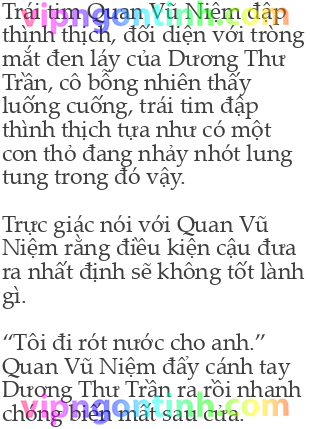 vipngontinh.com
Trái tim Quan Vũ Niệm đập
thình thịch, đối diện với tròng
mắt đen láy của Dương Thư
Trần, cô bỗng nhiên thấy
luống cuống, trái tim đập
thình thịch tựa như có một
con thỏ đang nhảy nhót lung
tung trong đó vậy.
Trực giác nói với Quan Vũ
Niệm rằng điều kiện cậu đưa
ra nhất định sẽ không tốt lành
gì.
“Tôi đi rót nước cho anh.”
Quan Vũ Niệm đẩy cánh tay
Dương Thư Trần ra rồi nhanh
chóng biến mất sau cửa.
vipngontinh.com